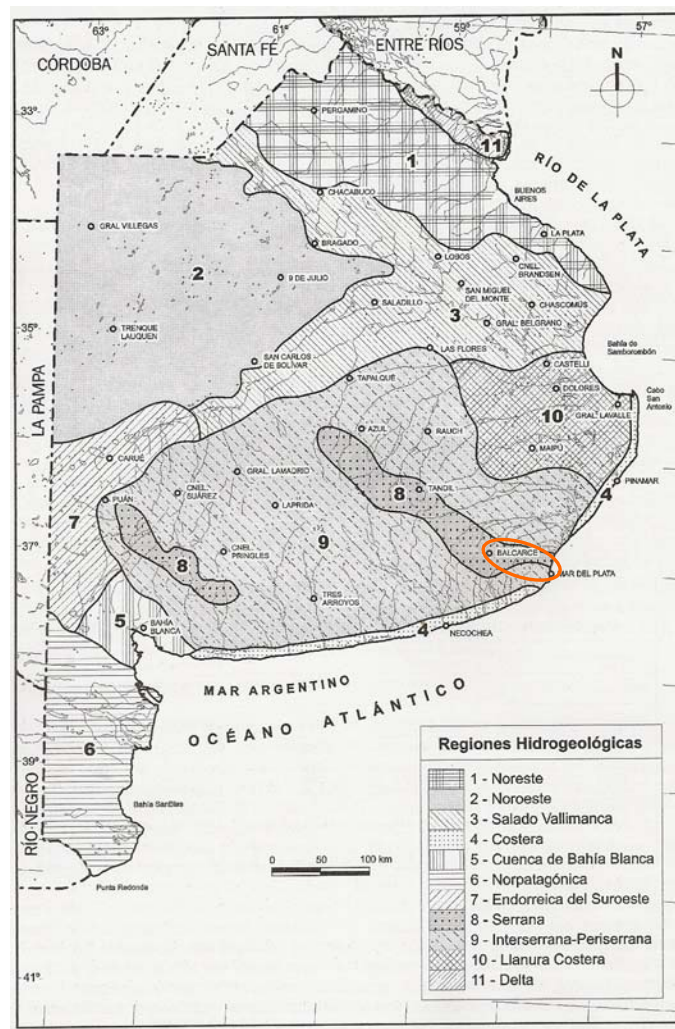 63°
61°
59°
57°
CÓRDOBA
SANTA FÉ
ENTRE RÍOS
N
33°
PERGAMINO
11
1
RÍO DE LA PLATA
CHACABUCO
BUENOS
AIRES
GRAL VILLEGAS
LA PLATA
BRAGADO
LOBOS
CNEL.
BRANDSEN
2
9 DE JULIO
SAN MIGUEL
DEL MONTE
CHASCOMÚS
SALADILLO
3
GRAL. BELGRANO
35°
TRENQUE
LAUQUEN
Bahía de
Samborombón
SAN CARLOS
DE BOLÍVAR
LAS FLORES
CASTELLI
LA PAMPA
TAPALQUÉ
DOLORES
Cabo
San
Antonio
10
GRAL. LAVALLE
AZUL
RAUCH
MAIPÚ
CARUÉ
GRAL. LAMADRID
4
PINAMAR
PUÁN
CNEL.
SUÁREZ
8
TANDIL
LAPRIDA
7
37°
9
BALCARCE
CNEL.
PRINGLES
8
MAR DEL PLATA
TRES
ARROYOS
5
BAHÍA
BLANCA
4
NECOCHEA
MAR ARGENTINO
OCÉANO ATLÁNTICO
6
Regiones Hidrogeológicas
39°
1 - Noreste
2 - Noroeste
RÍO NEGRO
Bahía SanBlas
3 - Salado Vallimanca
4 - Costera
0 50 100 km
5 - Cuenca de Bahía Blanca
Punta Redonda
6 - Norpatagónica
7 - Endorreica del Suroeste
8 - Serrana
9 - Interserrana-Periserrana
41°
10 - Llanura Costera
11 - Delta